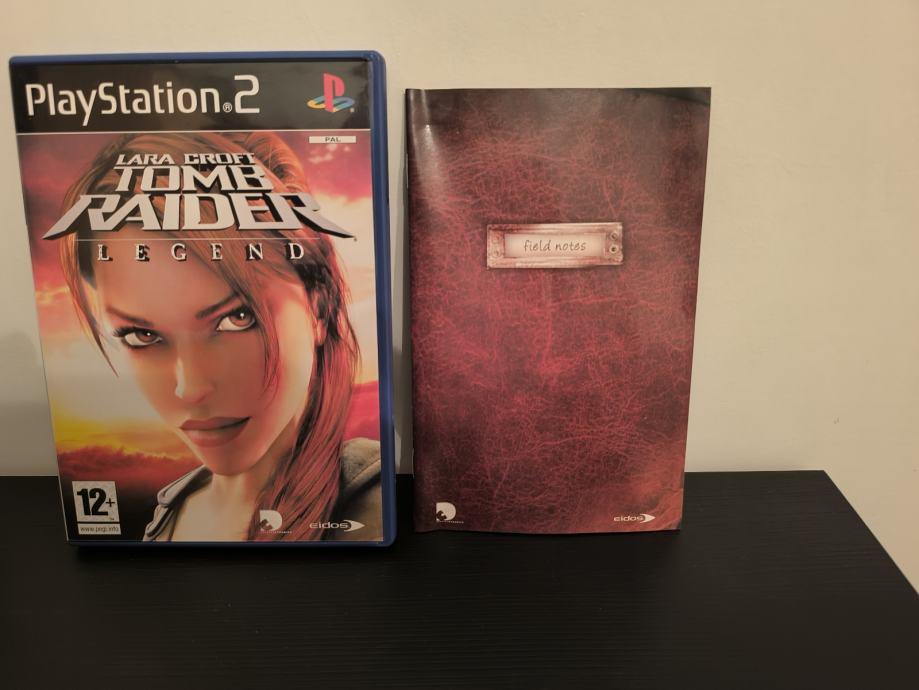 PlayStation®2
PAL
LARA CROFT
TOMB
RAIDER
LEGEND
12+
www.pegi.info
eidos
field notes
eidos